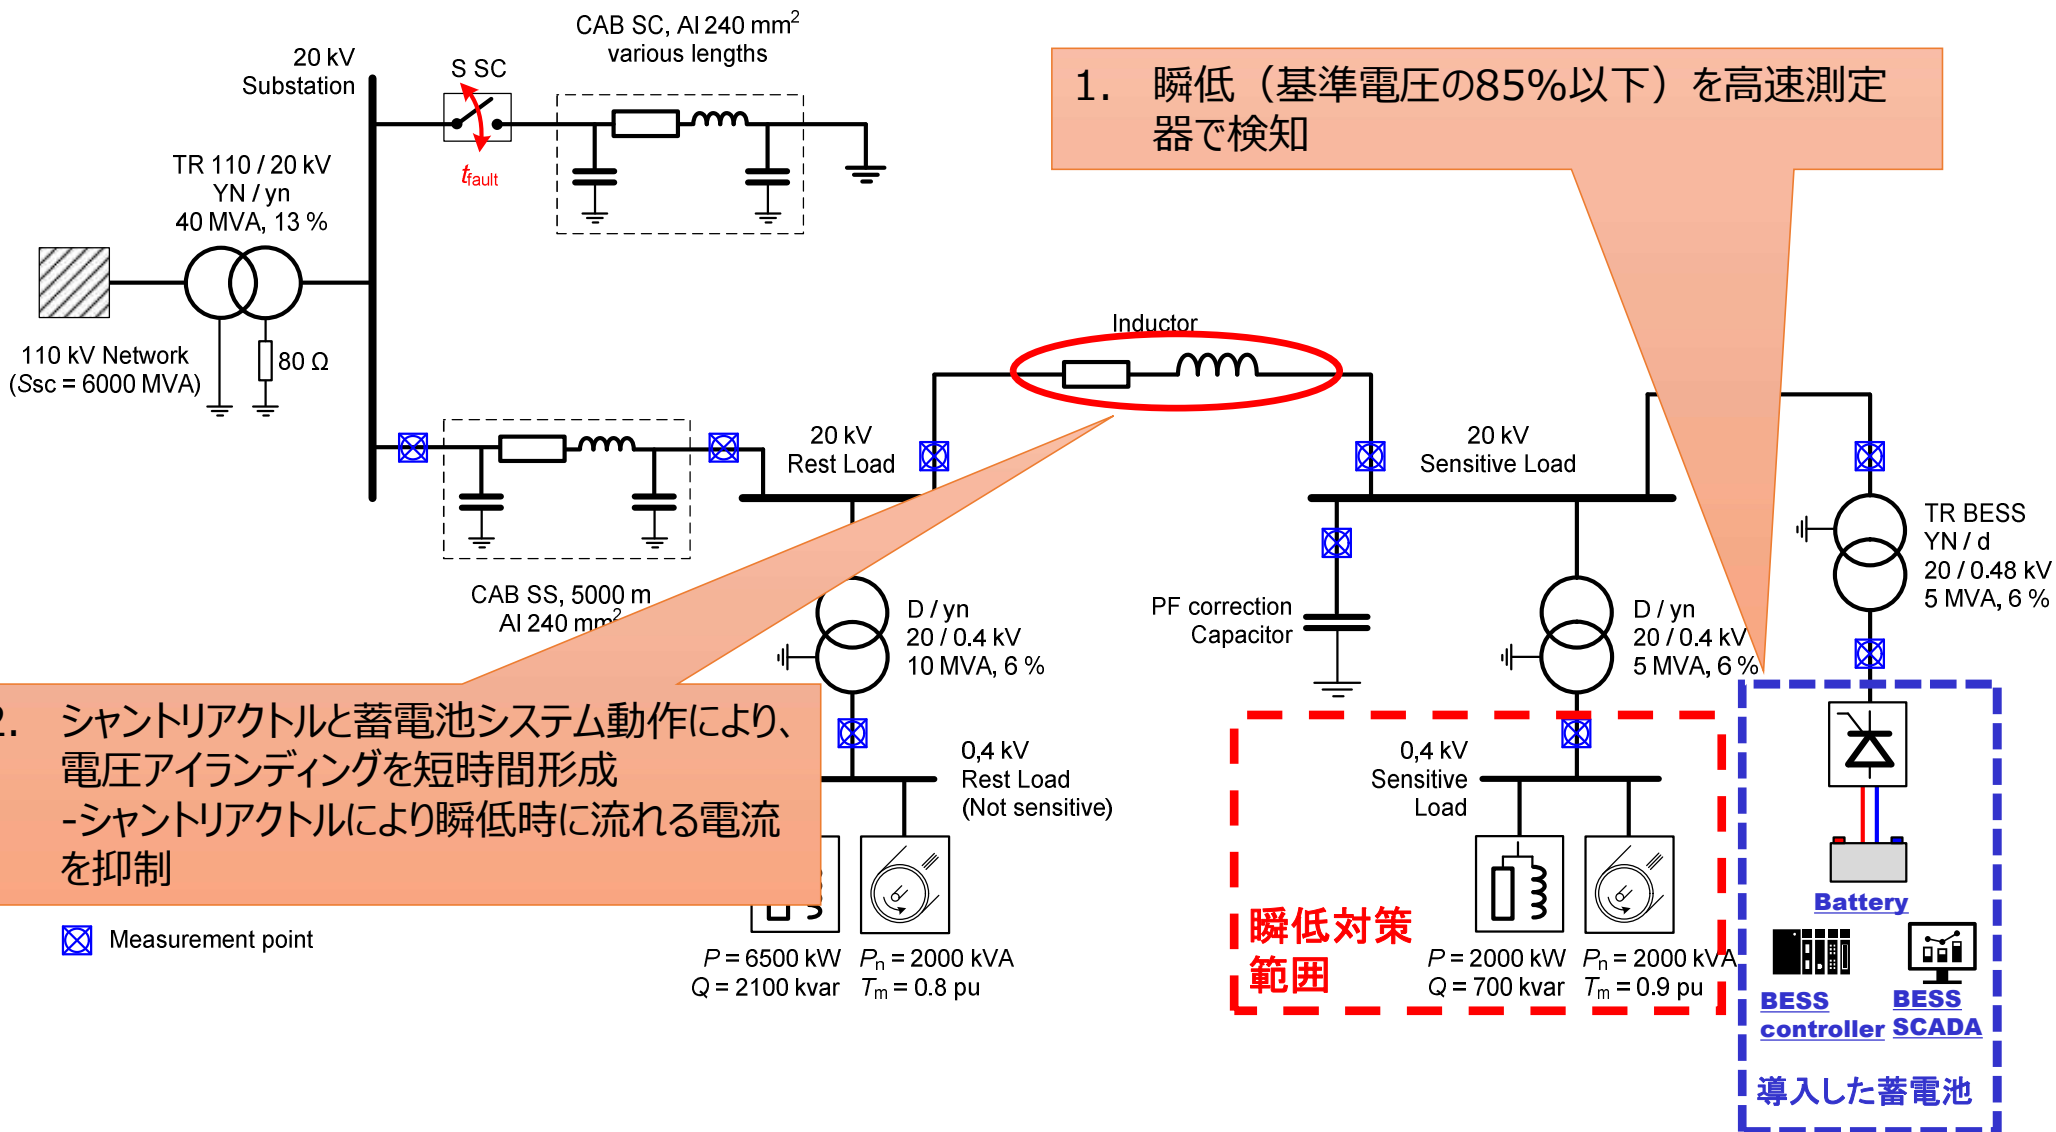 CAB SC, Al 240 mm²
various lengths
20 kV
Substation
S SC
tfault
TR 110 / 20 kV
YN / yn
40 MVA, 13 %
110 kV Network
(Ssc = 6000 MVA)
80 Ω
1. 瞬低（基準電圧の85%以下）を高速測定
器で検知
Inductor
20 kV
Rest Load
20 kV
Sensitive Load
CAB SS, 5000 m
Al 240 mm²
D / yn
20 / 0.4 kV
10 MVA, 6 %
PF correction
Capacitor
D / yn
20 / 0.4 kV
5 MVA, 6 %
TR BESS
YN / d
20 / 0.48 kV
5 MVA, 6 %
2. シャントリアクトルと蓄電池システム動作により、
電圧アイランディングを短時間形成
-シャントリアクトルにより瞬低時に流れる電流
を抑制
0,4 kV
Rest Load
(Not sensitive)
0,4 kV
Sensitive
Load
Measurement point
P = 6500 kW
Q = 2100 kvar
Pn = 2000 kVA
Tm = 0.8 pu
瞬低対策
範囲
P = 2000 kW
Q = 700 kvar
Pn = 2000 kVA
Tm = 0.9 pu
Battery
BESS
controller
BESS
SCADA
導入した蓄電池